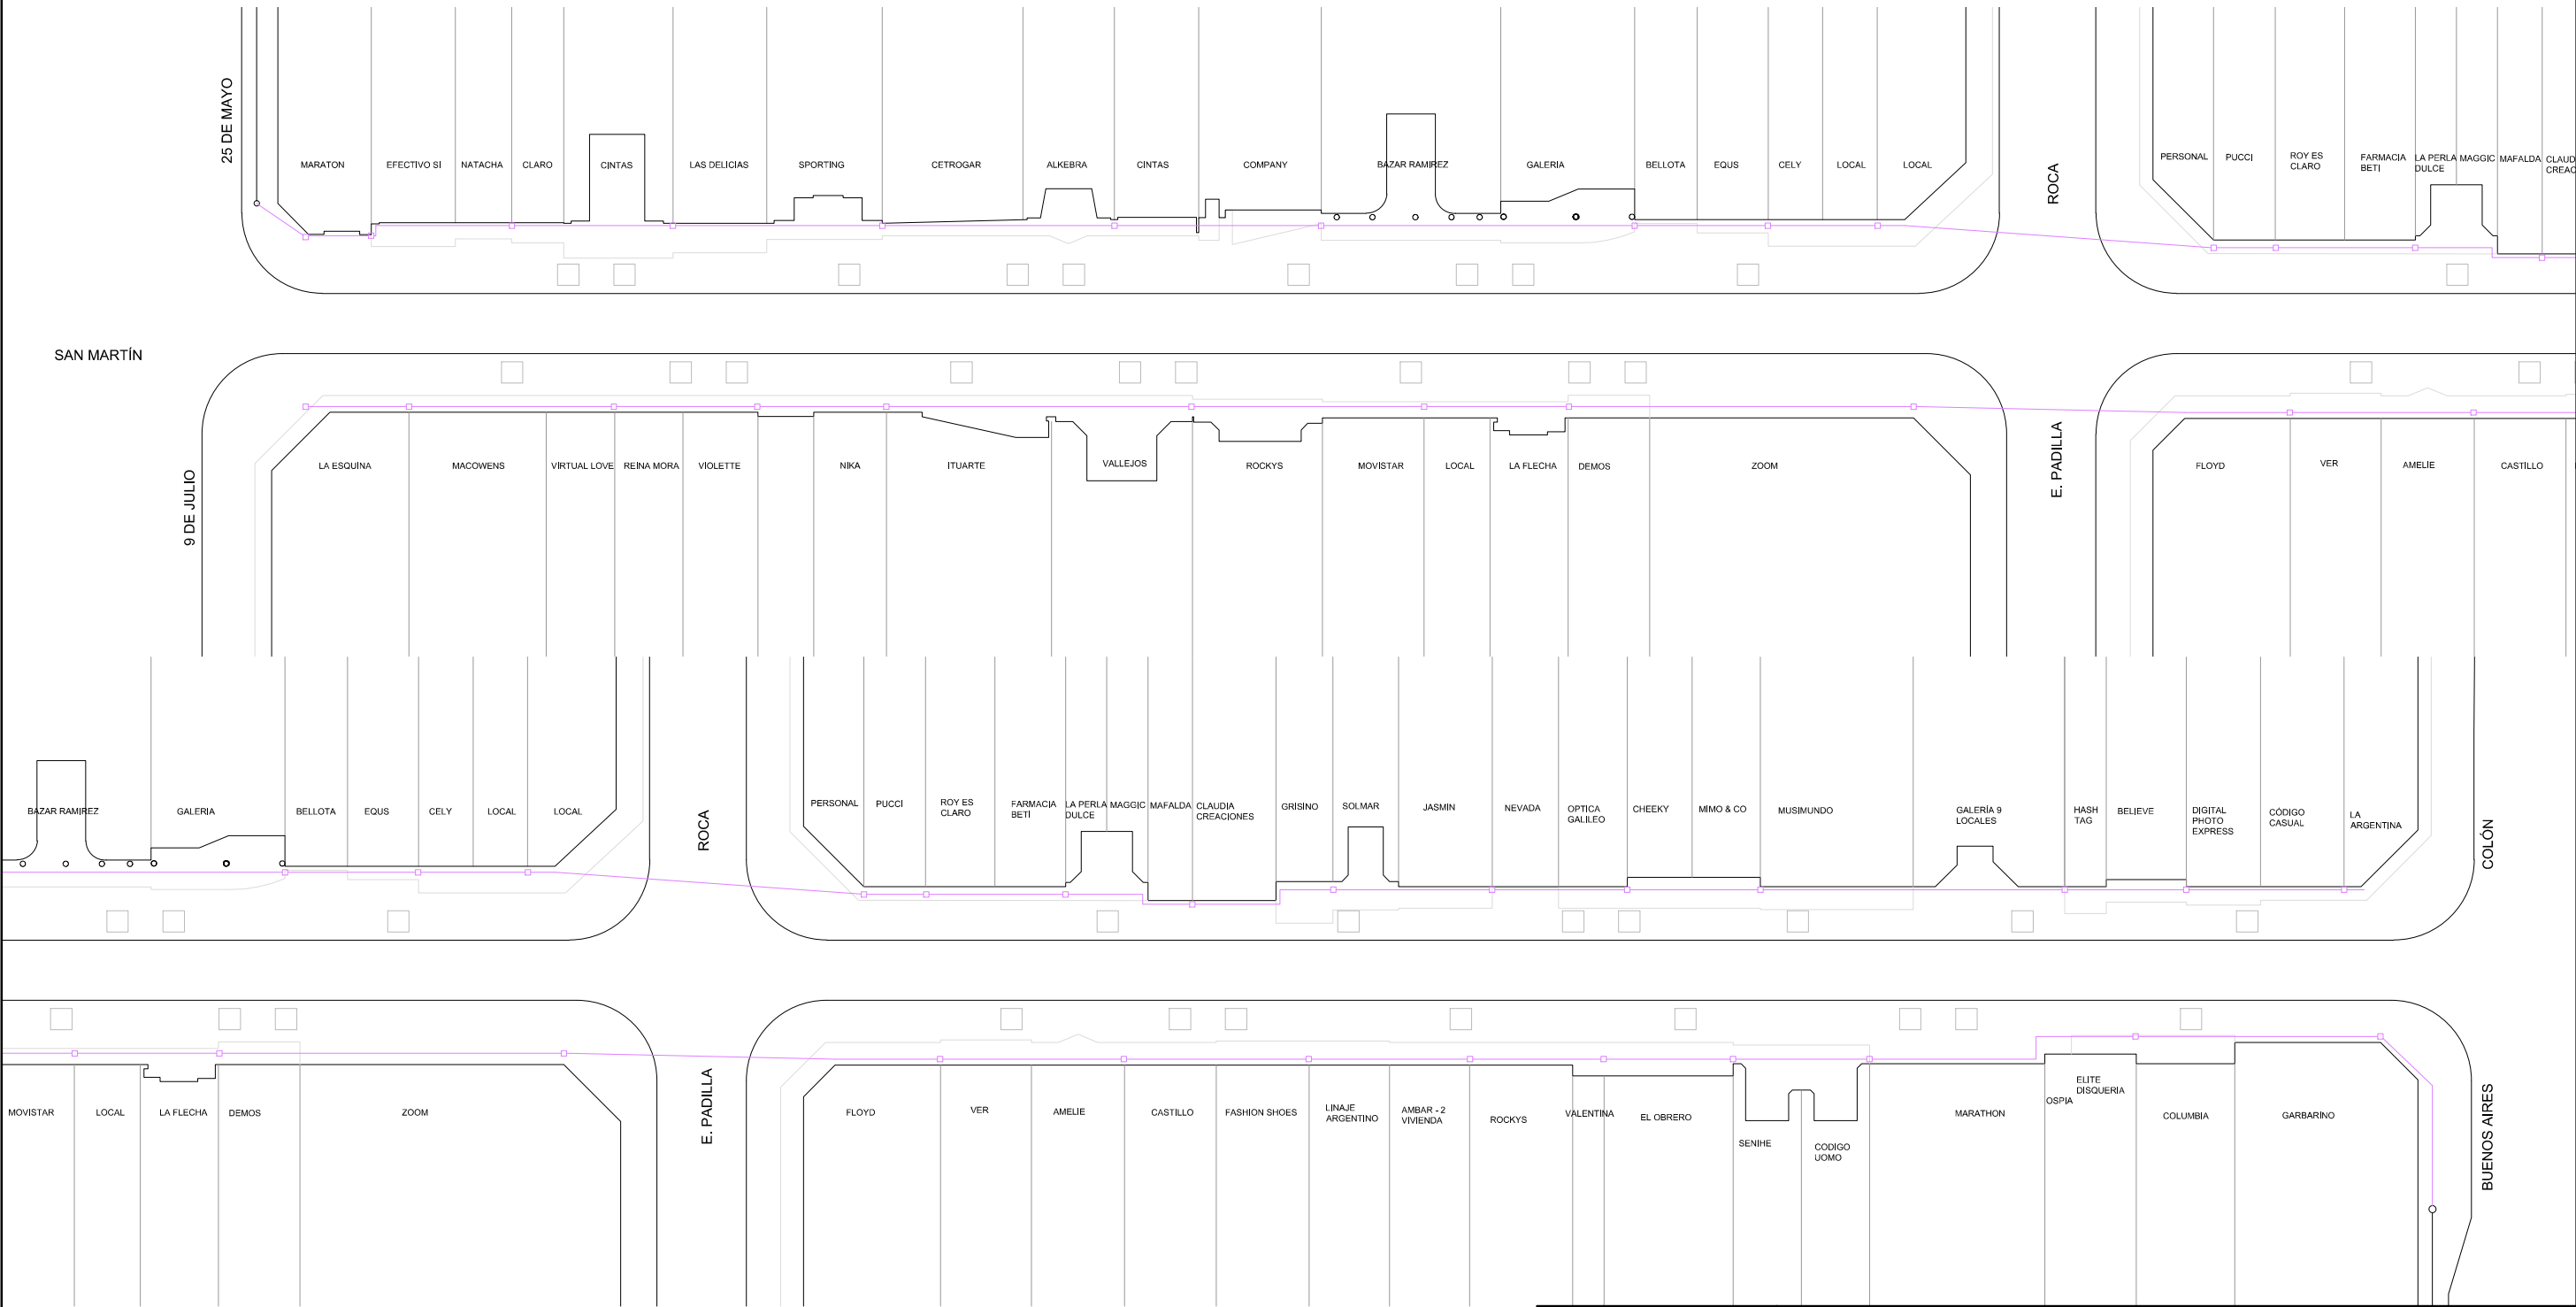 25 DE MAYO
MARATON
EFECTIVO SI
NATACHA
CLARO
CINTAS
LAS DELICIAS
SPORTING
CETROGAR
ALKEBRA
CINTAS
COMPANY
BAZAR RAMIREZ
GALERIA
BELLOTA
EQUS
CELY
LOCAL
LOCAL
ROCA
PERSONAL
PUCCI
ROY ES
CLARO
FARMACIA
BETI
LA PERLA
DULCE
MAGGIC
MAFALDA
CLAUD
CREAC
SAN MARTÍN
9 DE JULIO
LA ESQUINA
MACOWENS
VIRTUAL LOVE
REINA MORA
VIOLETTE
NIKA
ITUARTE
VALLEJOS
ROCKYS
MOVISTAR
LOCAL
LA FLECHA
DEMOS
ZOOM
E. PADILLA
FLOYD
VER
AMELIE
CASTILLO
BAZAR RAMIREZ
GALERIA
BELLOTA
EQUS
CELY
LOCAL
LOCAL
ROCA
PERSONAL
PUCCI
ROY ES
CLARO
FARMACIA
BETI
LA PERLA
DULCE
MAGGIC
MAFALDA
CLAUDIA
CREACIONES
GRISINO
SOLMAR
JASMIN
NEVADA
OPTICA
GALILEO
CHEEKY
MIMO & CO
MUSIMUNDO
GALERÍA 9
LOCALES
HASH
TAG
BELIEVE
DIGITAL
PHOTO
EXPRESS
CÓDIGO
CASUAL
LA
ARGENTINA
COLÓN
MOVISTAR
LOCAL
LA FLECHA
DEMOS
ZOOM
E. PADILLA
FLOYD
VER
AMELIE
CASTILLO
FASHION SHOES
LINAJE
ARGENTINO
AMBAR - 2
VIVIENDA
ROCKYS
VALENTINA
EL OBRERO
SENIHE
CODIGO
UOMO
MARATHON
OSPIA
ELITE
DISQUERIA
COLUMBIA
GARBARINO
BUENOS AIRES